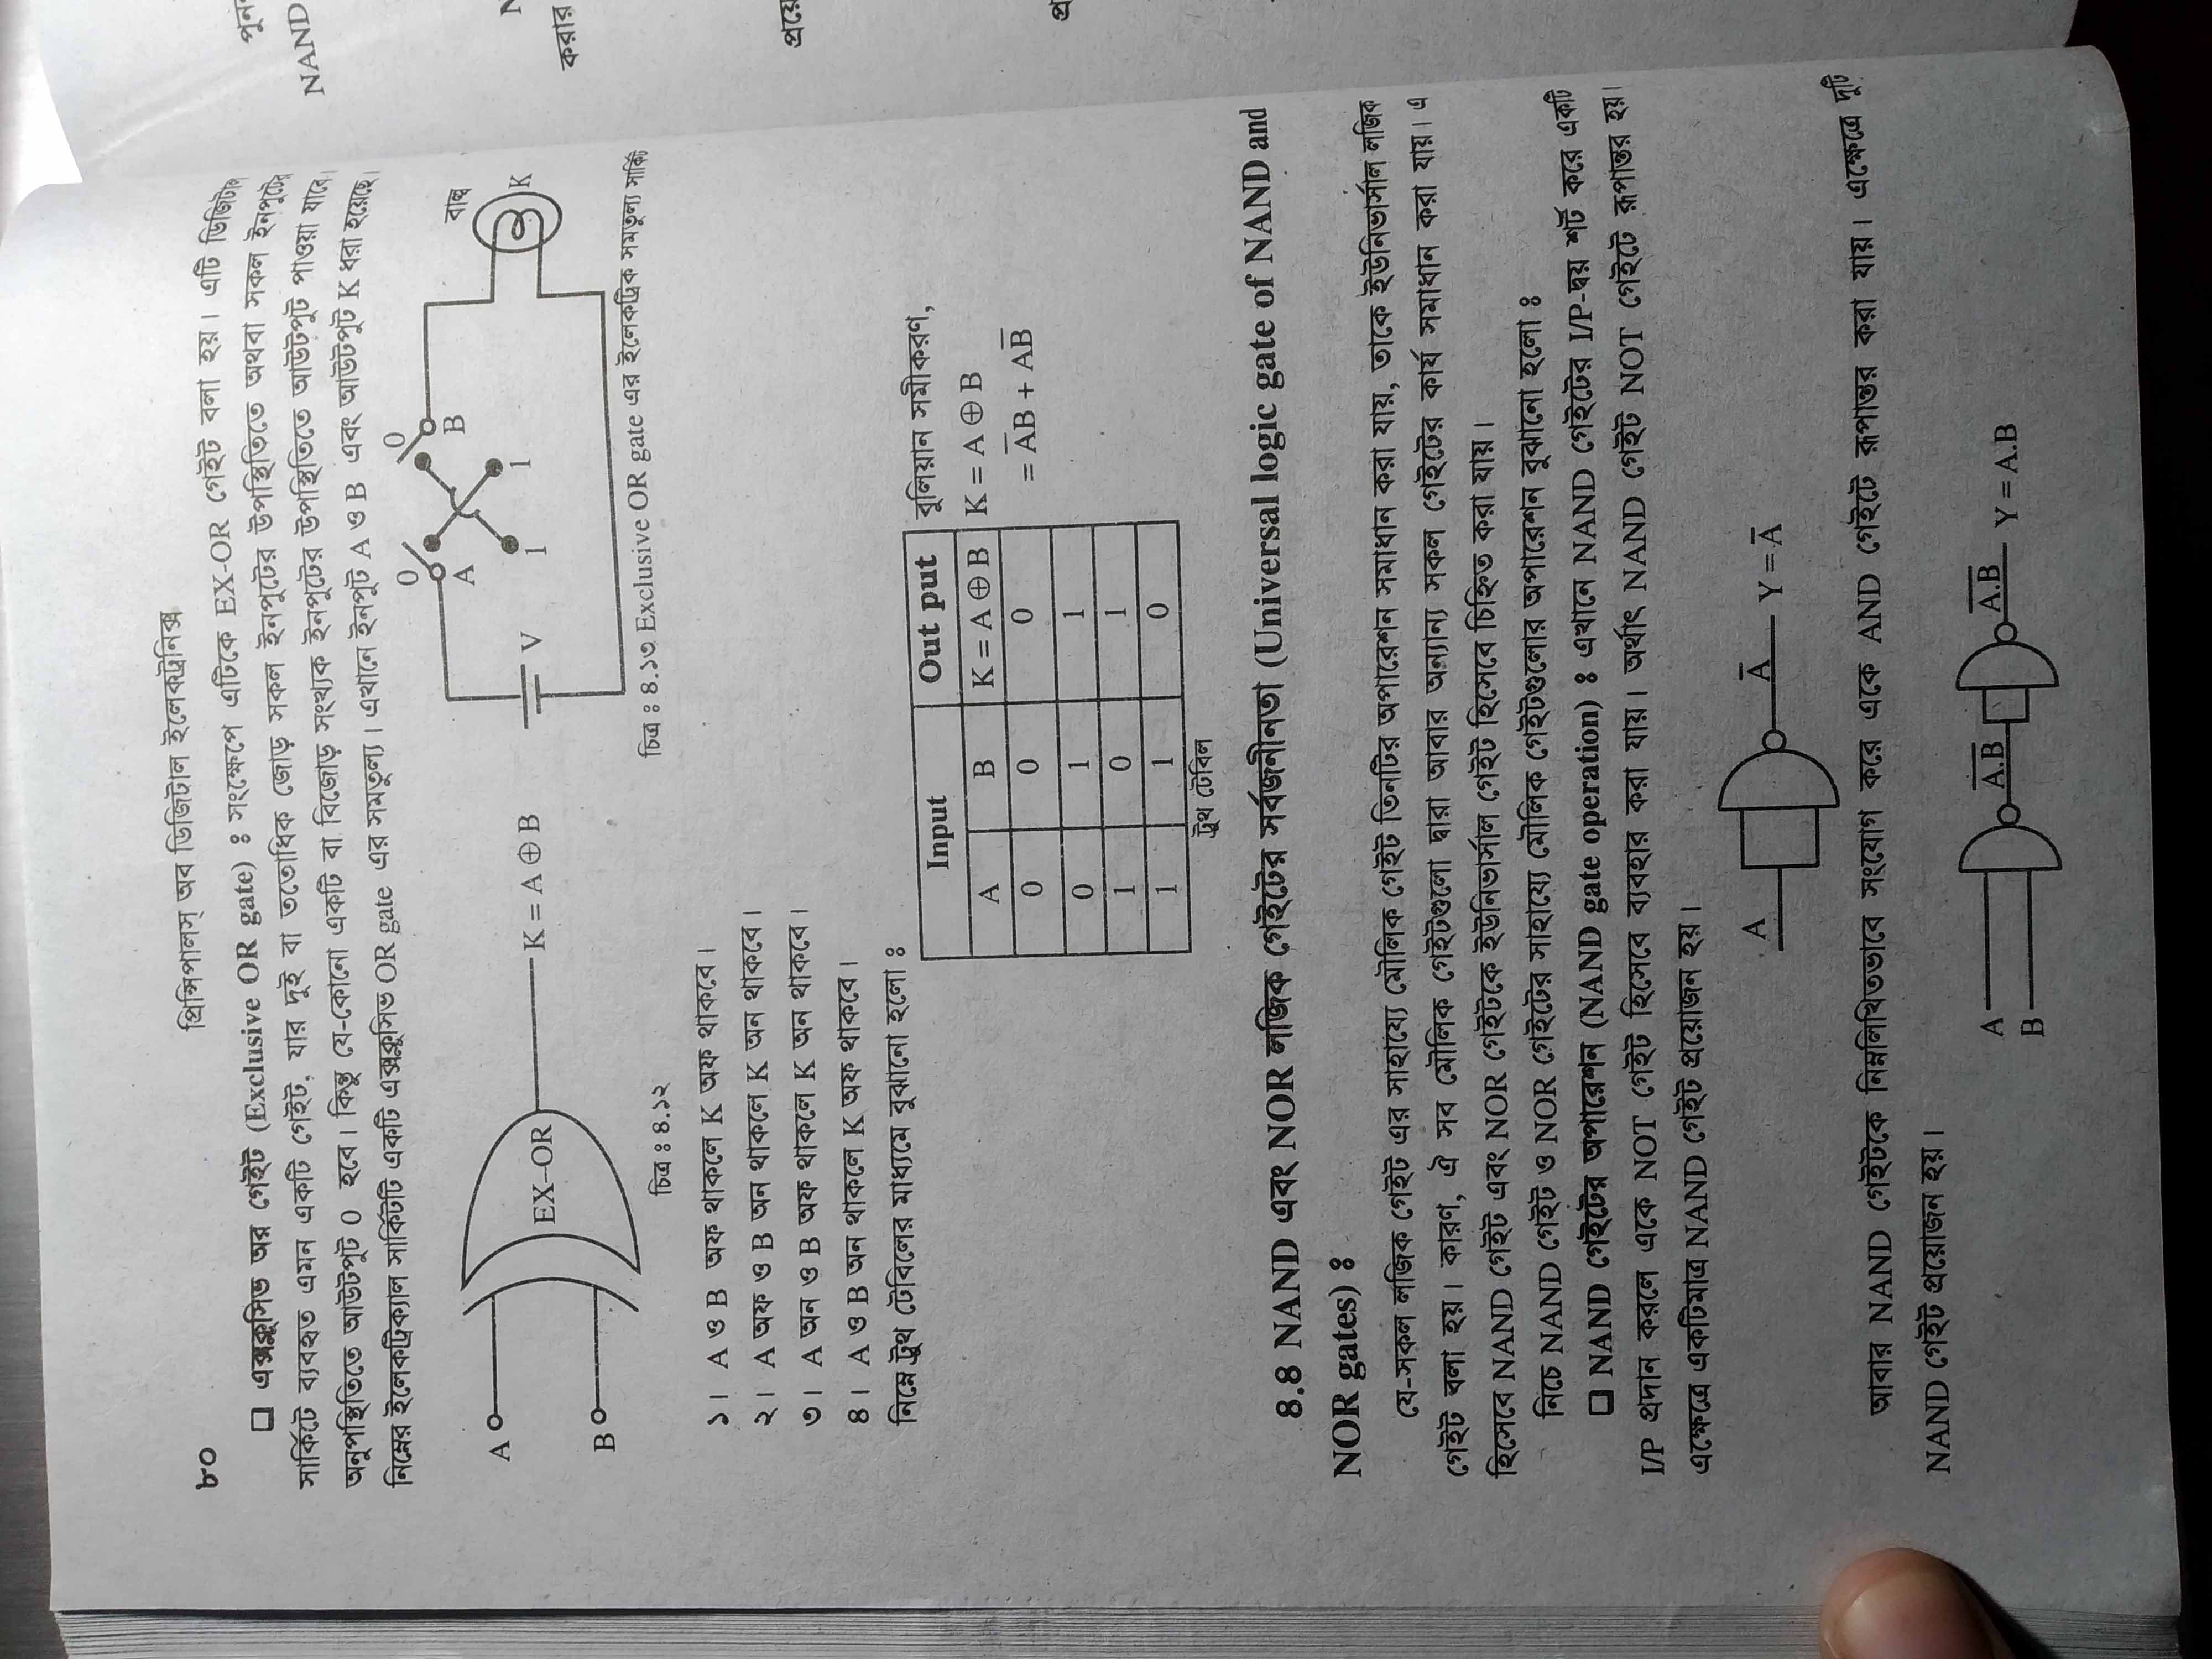 ৮০
প্রিন্সিপালস্ অব ডিজিটাল ইলেকট্রনিক্স
❑ এক্সক্লুসিভ অর গেইট (Exclusive OR gate) ঃ সংক্ষেপে এটিকে EX-OR গেইট বলা হয়। এটি ডিজিটাল
সার্কিটে ব্যবহৃত এমন একটি গেইট, যার দুই বা ততোধিক জোড় সকল ইনপুটের উপস্থিতিতে অথবা সকল ইনপুটের
অনুপস্থিতিতে আউটপুট 0 হবে। কিন্তু যে-কোনো একটি বা বিজোড় সংখ্যক ইনপুটের উপস্থিতিতে আউটপুট পাওয়া যাবে।
নিম্নের ইলেকট্রিক্যাল সার্কিটটি একটি এক্সক্লুসিভ OR gate এর সমতুল্য। এখানে ইনপুট A ও B এবং আউটপুট K ধরা হয়েছে।
A
B
EX–OR
K = A ⊕ B
চিত্র ঃ ৪.১২
0 0
A B
1 1
V
বাল্ব
K
চিত্র ঃ ৪.১৩ Exclusive OR gate এর ইলেকট্রিক সমতুল্য সার্কিট
১। A ও B অফ থাকলে K অফ থাকবে।
২। A অফ ও B অন থাকলে K অন থাকবে।
৩। A অন ও B অফ থাকলে K অন থাকবে।
৪। A ও B অন থাকলে K অফ থাকবে।
নিম্নে ট্রুথ টেবিলের মাধ্যমে বুঝানো হলো ঃ
Input Out put
A B K = A ⊕ B
0 0 0
0 1 1
1 0 1
1 1 0
ট্রুথ টেবিল
বুলিয়ান সমীকরণ,
K = A ⊕ B
= A̅B + AB̅
৪.৪ NAND এবং NOR লজিক গেইটের সর্বজনীনতা (Universal logic gate of NAND and
NOR gates) ঃ
যে-সকল লজিক গেইট এর সাহায্যে মৌলিক গেইট তিনটির অপারেশন সমাধান করা যায়, তাকে ইউনিভার্সাল লজিক
গেইট বলা হয়। কারণ, ঐ সব মৌলিক গেইটগুলো দ্বারা আবার অন্যান্য সকল গেইটের কার্য সমাধান করা যায়। এ
হিসেবে NAND গেইট এবং NOR গেইটকে ইউনিভার্সাল গেইট হিসেবে চিহ্নিত করা যায়।
নিচে NAND গেইট ও NOR গেইটের সাহায্যে মৌলিক গেইটগুলোর অপারেশন বুঝানো হলো ঃ
❑ NAND গেইটের অপারেশন (NAND gate operation) ঃ এখানে NAND গেইটের I/P-দ্বয় শর্ট করে একটি
I/P প্রদান করলে একে NOT গেইট হিসেবে ব্যবহার করা যায়। অর্থাৎ NAND গেইট NOT গেইটে রূপান্তর হয়।
এক্ষেত্রে একটিমাত্র NAND গেইট প্রয়োজন হয়।
A A̅ Y = A̅
আবার NAND গেইটকে নিম্নলিখিতভাবে সংযোগ করে একে AND গেইটে রূপান্তর করা যায়। এক্ষেত্রে দুটি
NAND গেইট প্রয়োজন হয়।
A
B
A̅.̅B̅ A̅.̅B̅ Y = A.B
NAND
করার